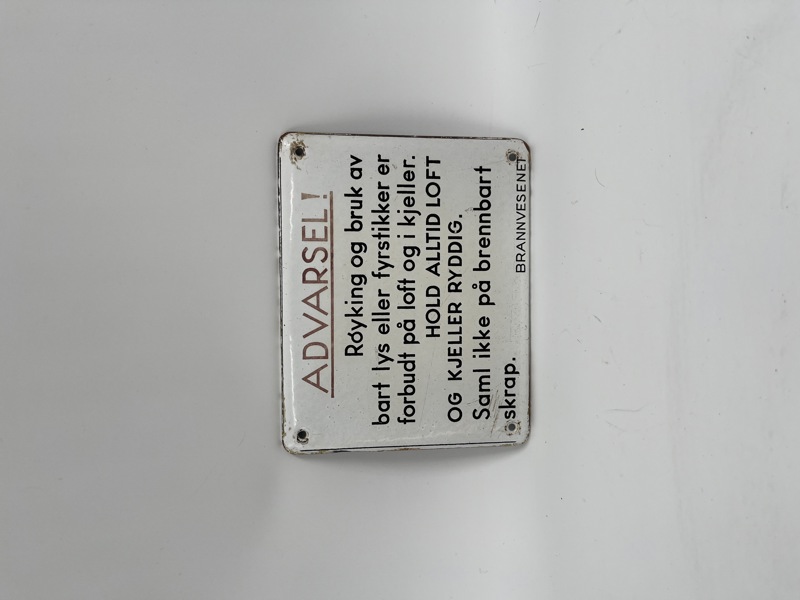 ADVARSEL!
Róyking og bruk av
bart lys eller fyrstikker er
forbudt på loft og i kjeller.
HOLD ALLTID LOFT
OG KJELLER RYDDIG.
Saml ikke på brennbart
skrap.
BRANNVESENET